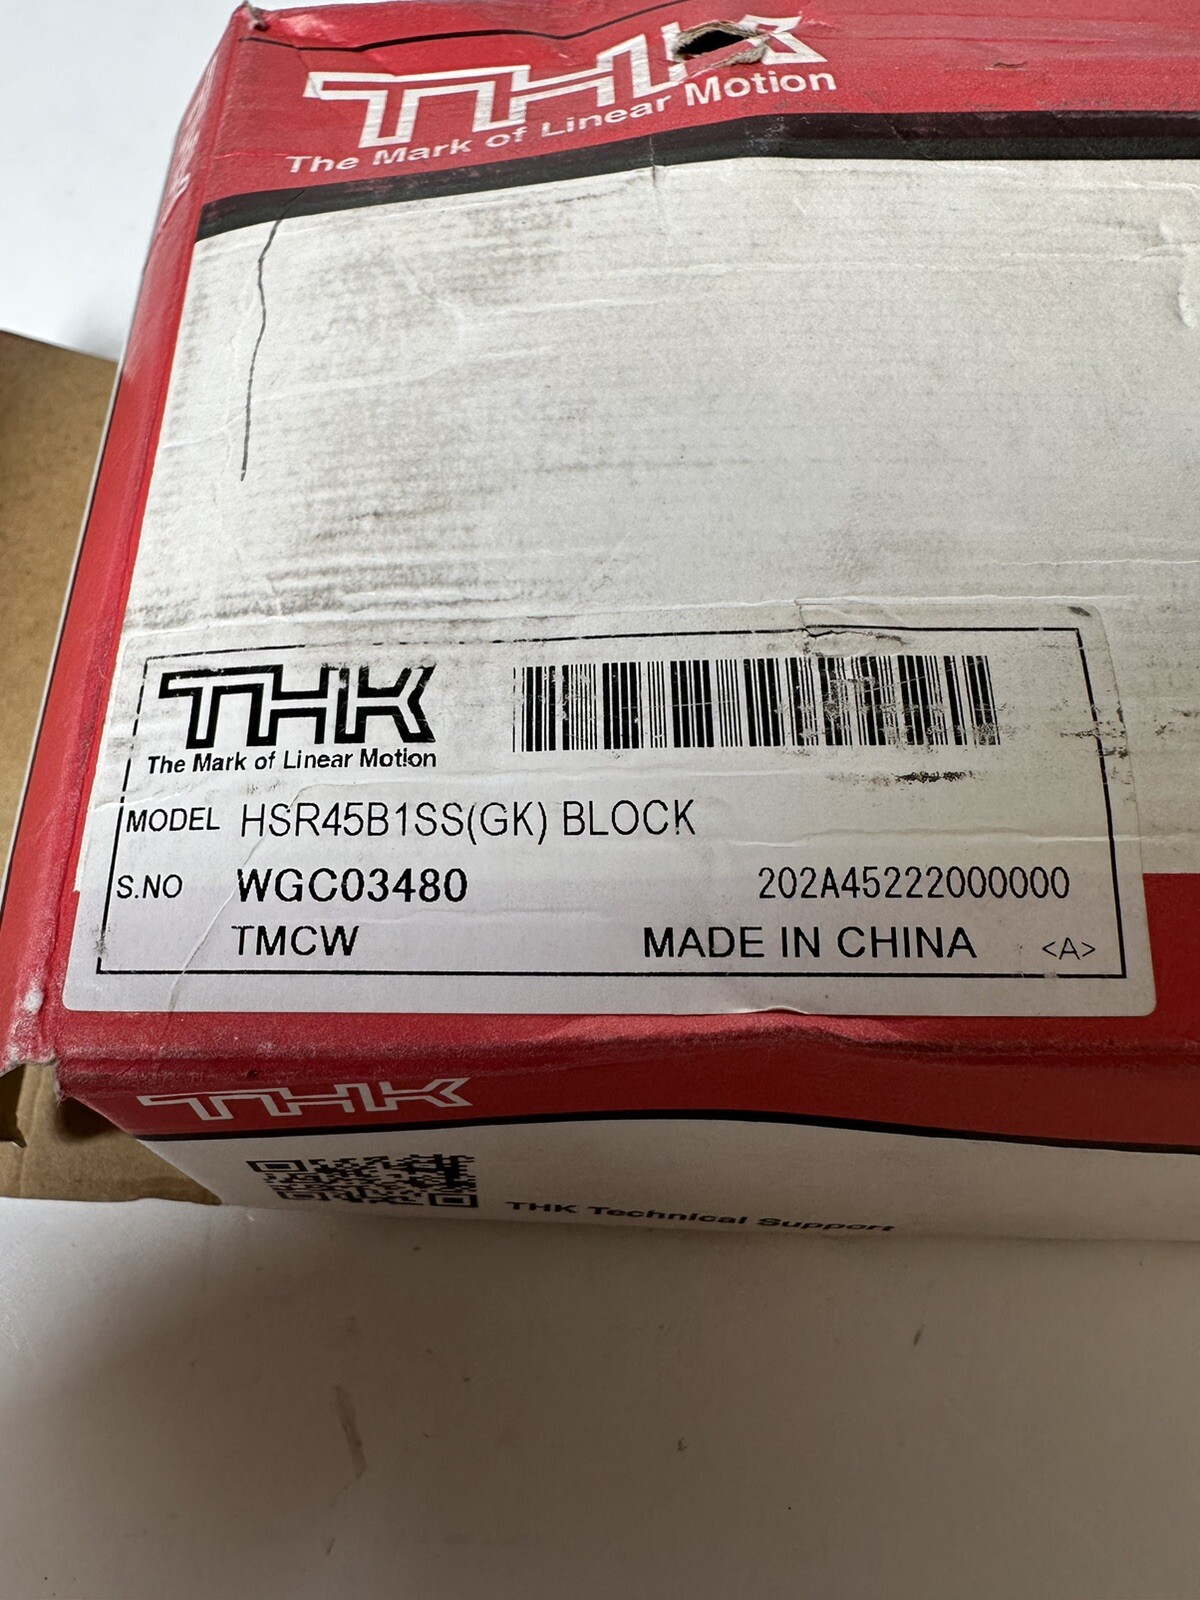 THK
The Mark of Linear Motion
THK
The Mark of Linear Motion
MODEL HSR45B1SS(GK) BLOCK
S.NO WGC03480 202A45222000000
TMCW MADE IN CHINA <A>
THK
THK Technical Support